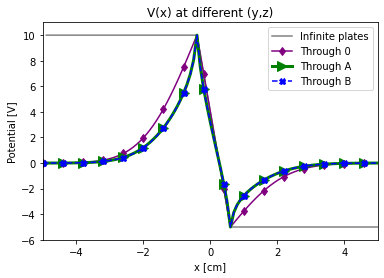 V(x) at different (y,z)
Infinite plates
Through 0
Through A
Through B
Potential [V]
10
8
6
4
2
0
−2
−4
−6
−4
−2
0
2
4
x [cm]